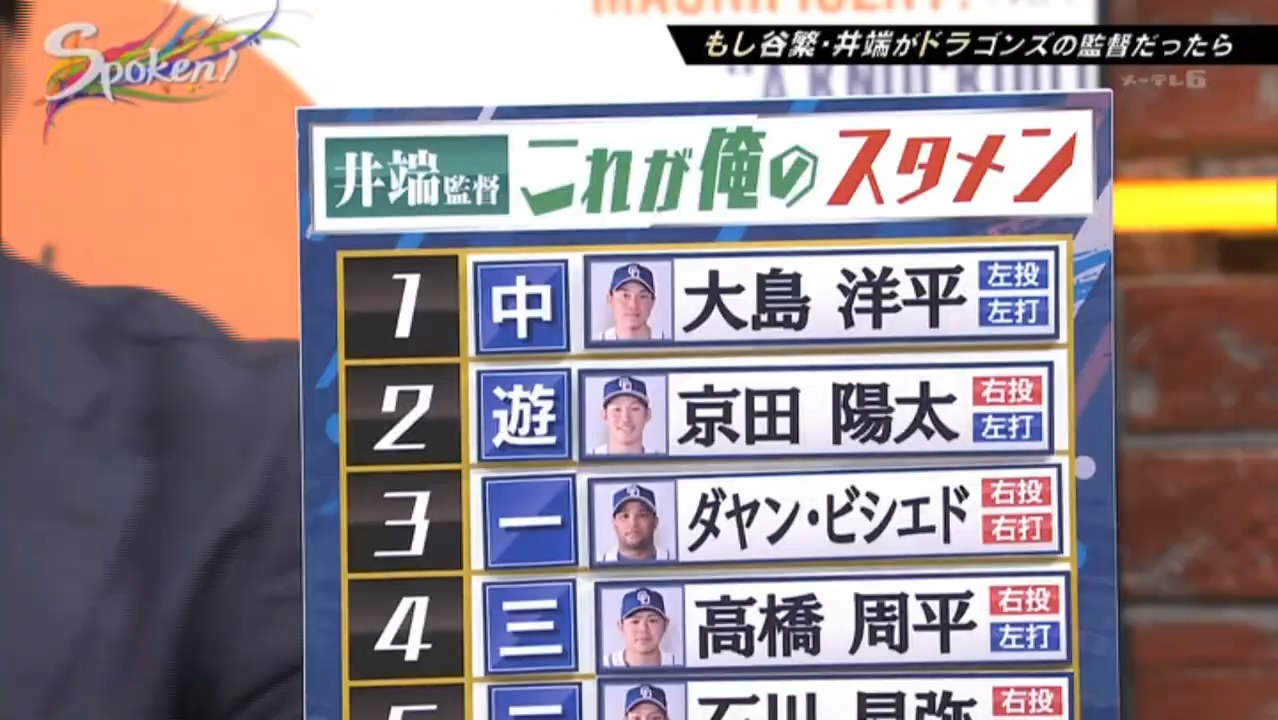 Spoken!
もし谷繁・井端がドラゴンズの監督だったら
メ〜テレ6
井端監督 これが俺のスタメン
1 中 大島 洋平 左投 左打
2 遊 京田 陽太 右投 左打
3 一 ダヤン・ビシエド 右投 右打
4 三 高橋 周平 右投 左打
石川 昂弥 右投